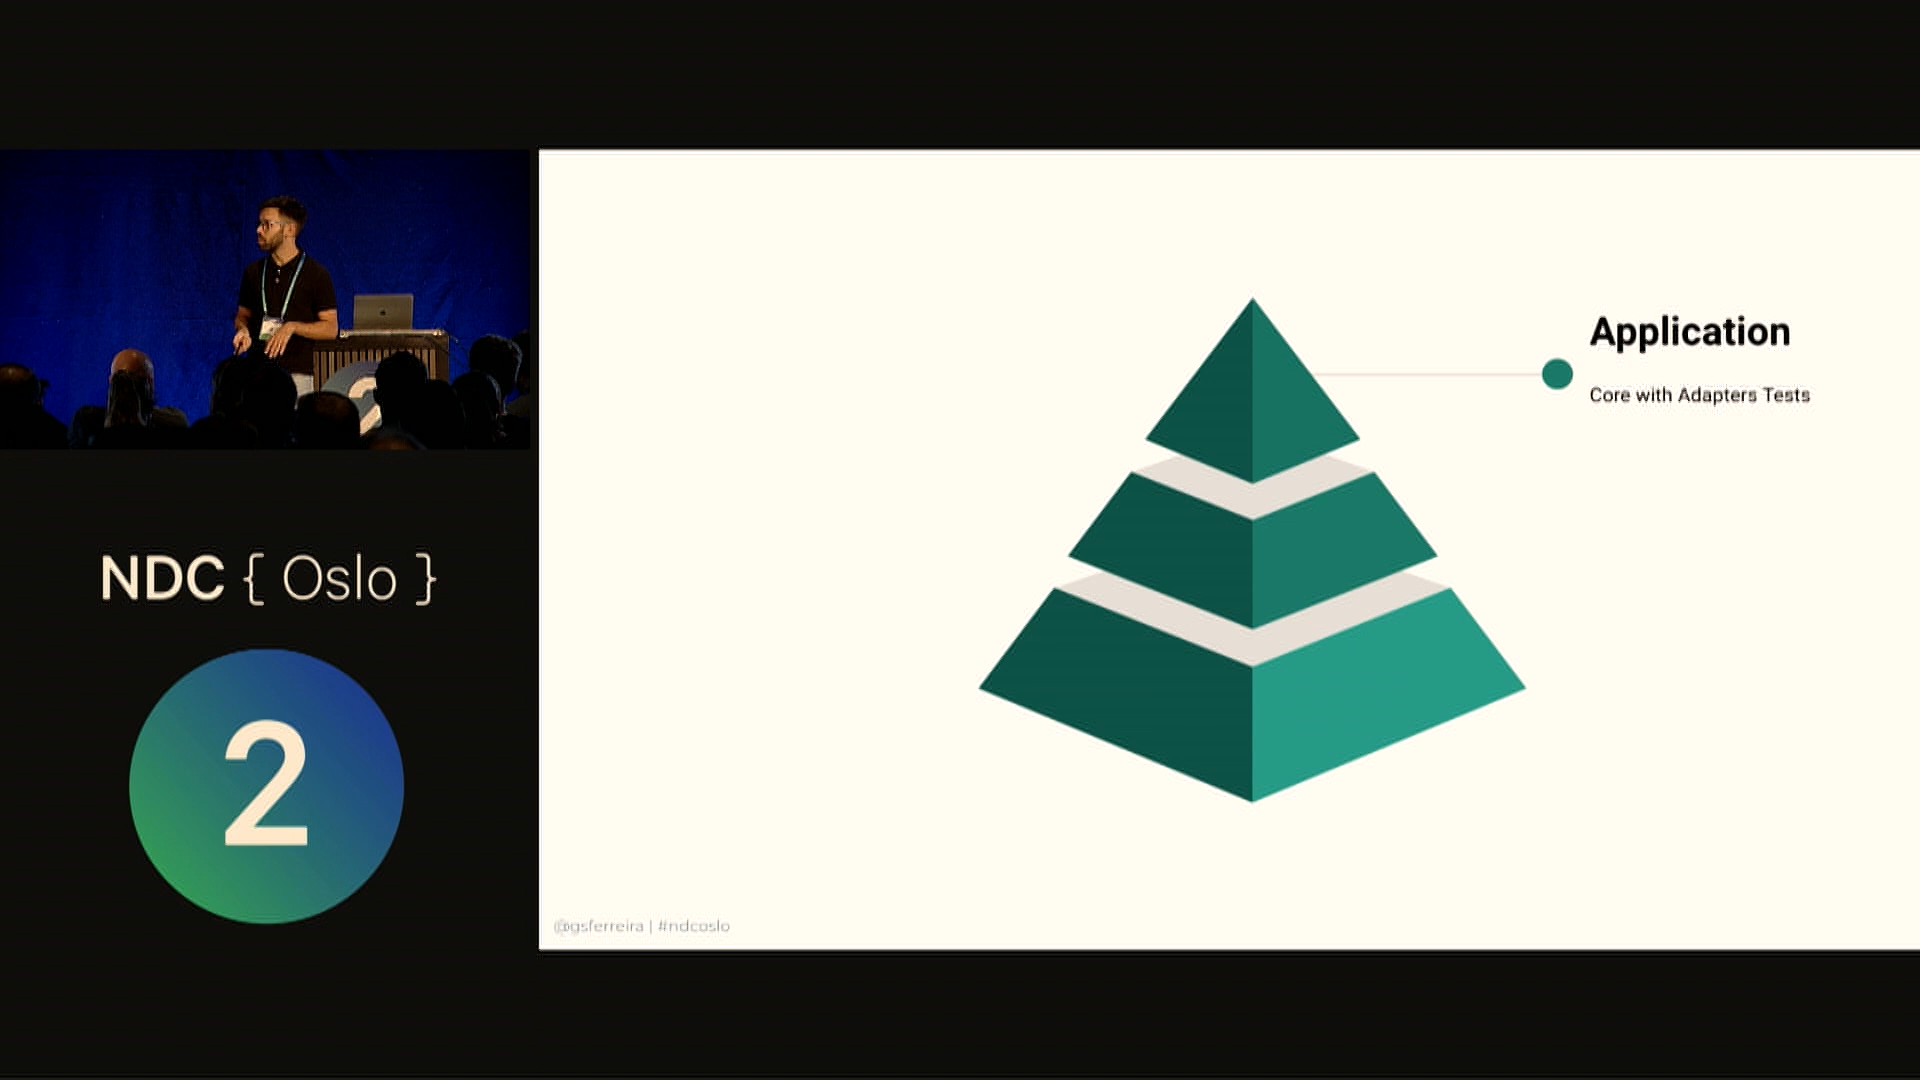 NDC { Oslo }
2
Application
Core with Adapters Tests
@gsferreira | #ndcoslo